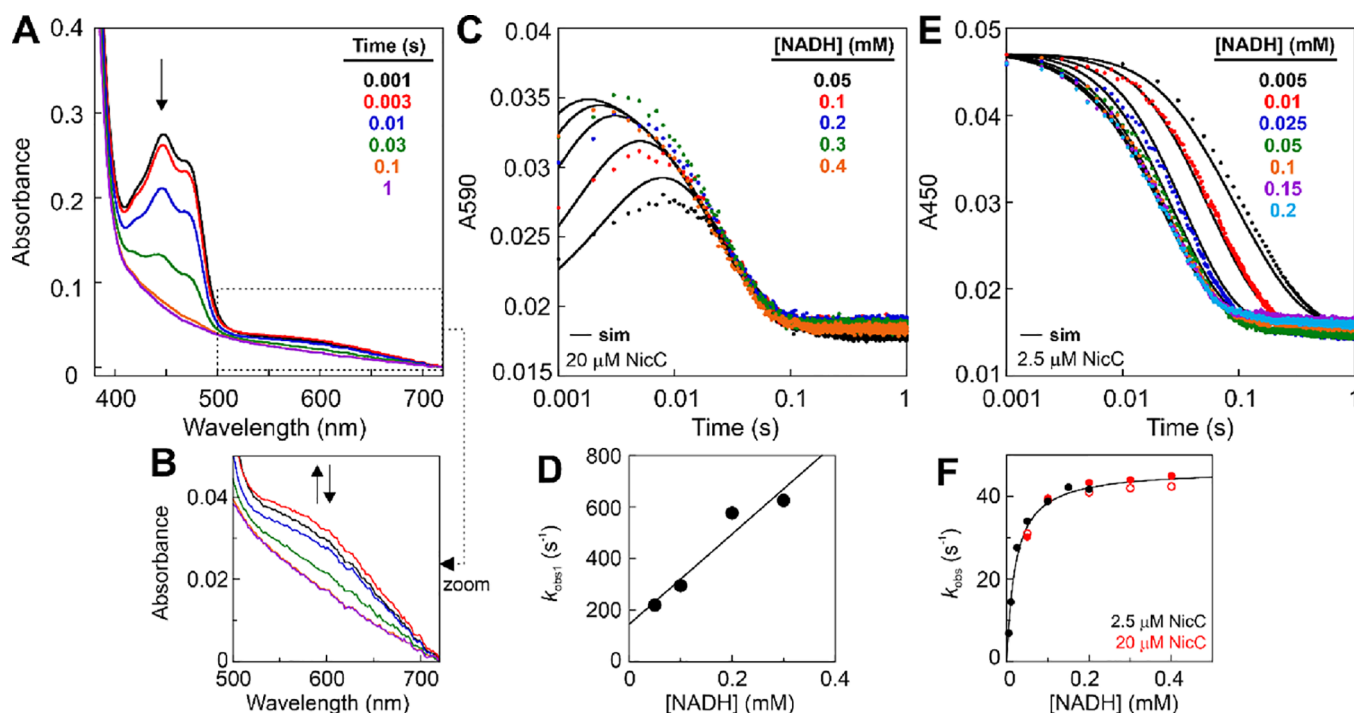 A
Absorbance
0.4
0.3
0.2
0.1
0
400
500
600
700
Wavelength (nm)
Time (s)
0.001
0.003
0.01
0.03
0.1
1
B
Absorbance
0.04
0.02
0
500
600
700
Wavelength (nm)
zoom
C
A590
0.04
0.035
0.03
0.025
0.02
0.015
0.001
0.01
0.1
1
Time (s)
[NADH] (mM)
0.05
0.1
0.2
0.3
0.4
sim
20 μM NicC
D
kobs1 (s⁻¹)
800
600
400
200
0
0
0.2
0.4
[NADH] (mM)
E
A450
0.05
0.04
0.03
0.02
0.01
0.001
0.01
0.1
1
Time (s)
[NADH] (mM)
0.005
0.01
0.025
0.05
0.1
0.15
0.2
sim
2.5 μM NicC
F
kobs (s⁻¹)
40
20
0
0
0.2
0.4
[NADH] (mM)
2.5 μM NicC
20 μM NicC